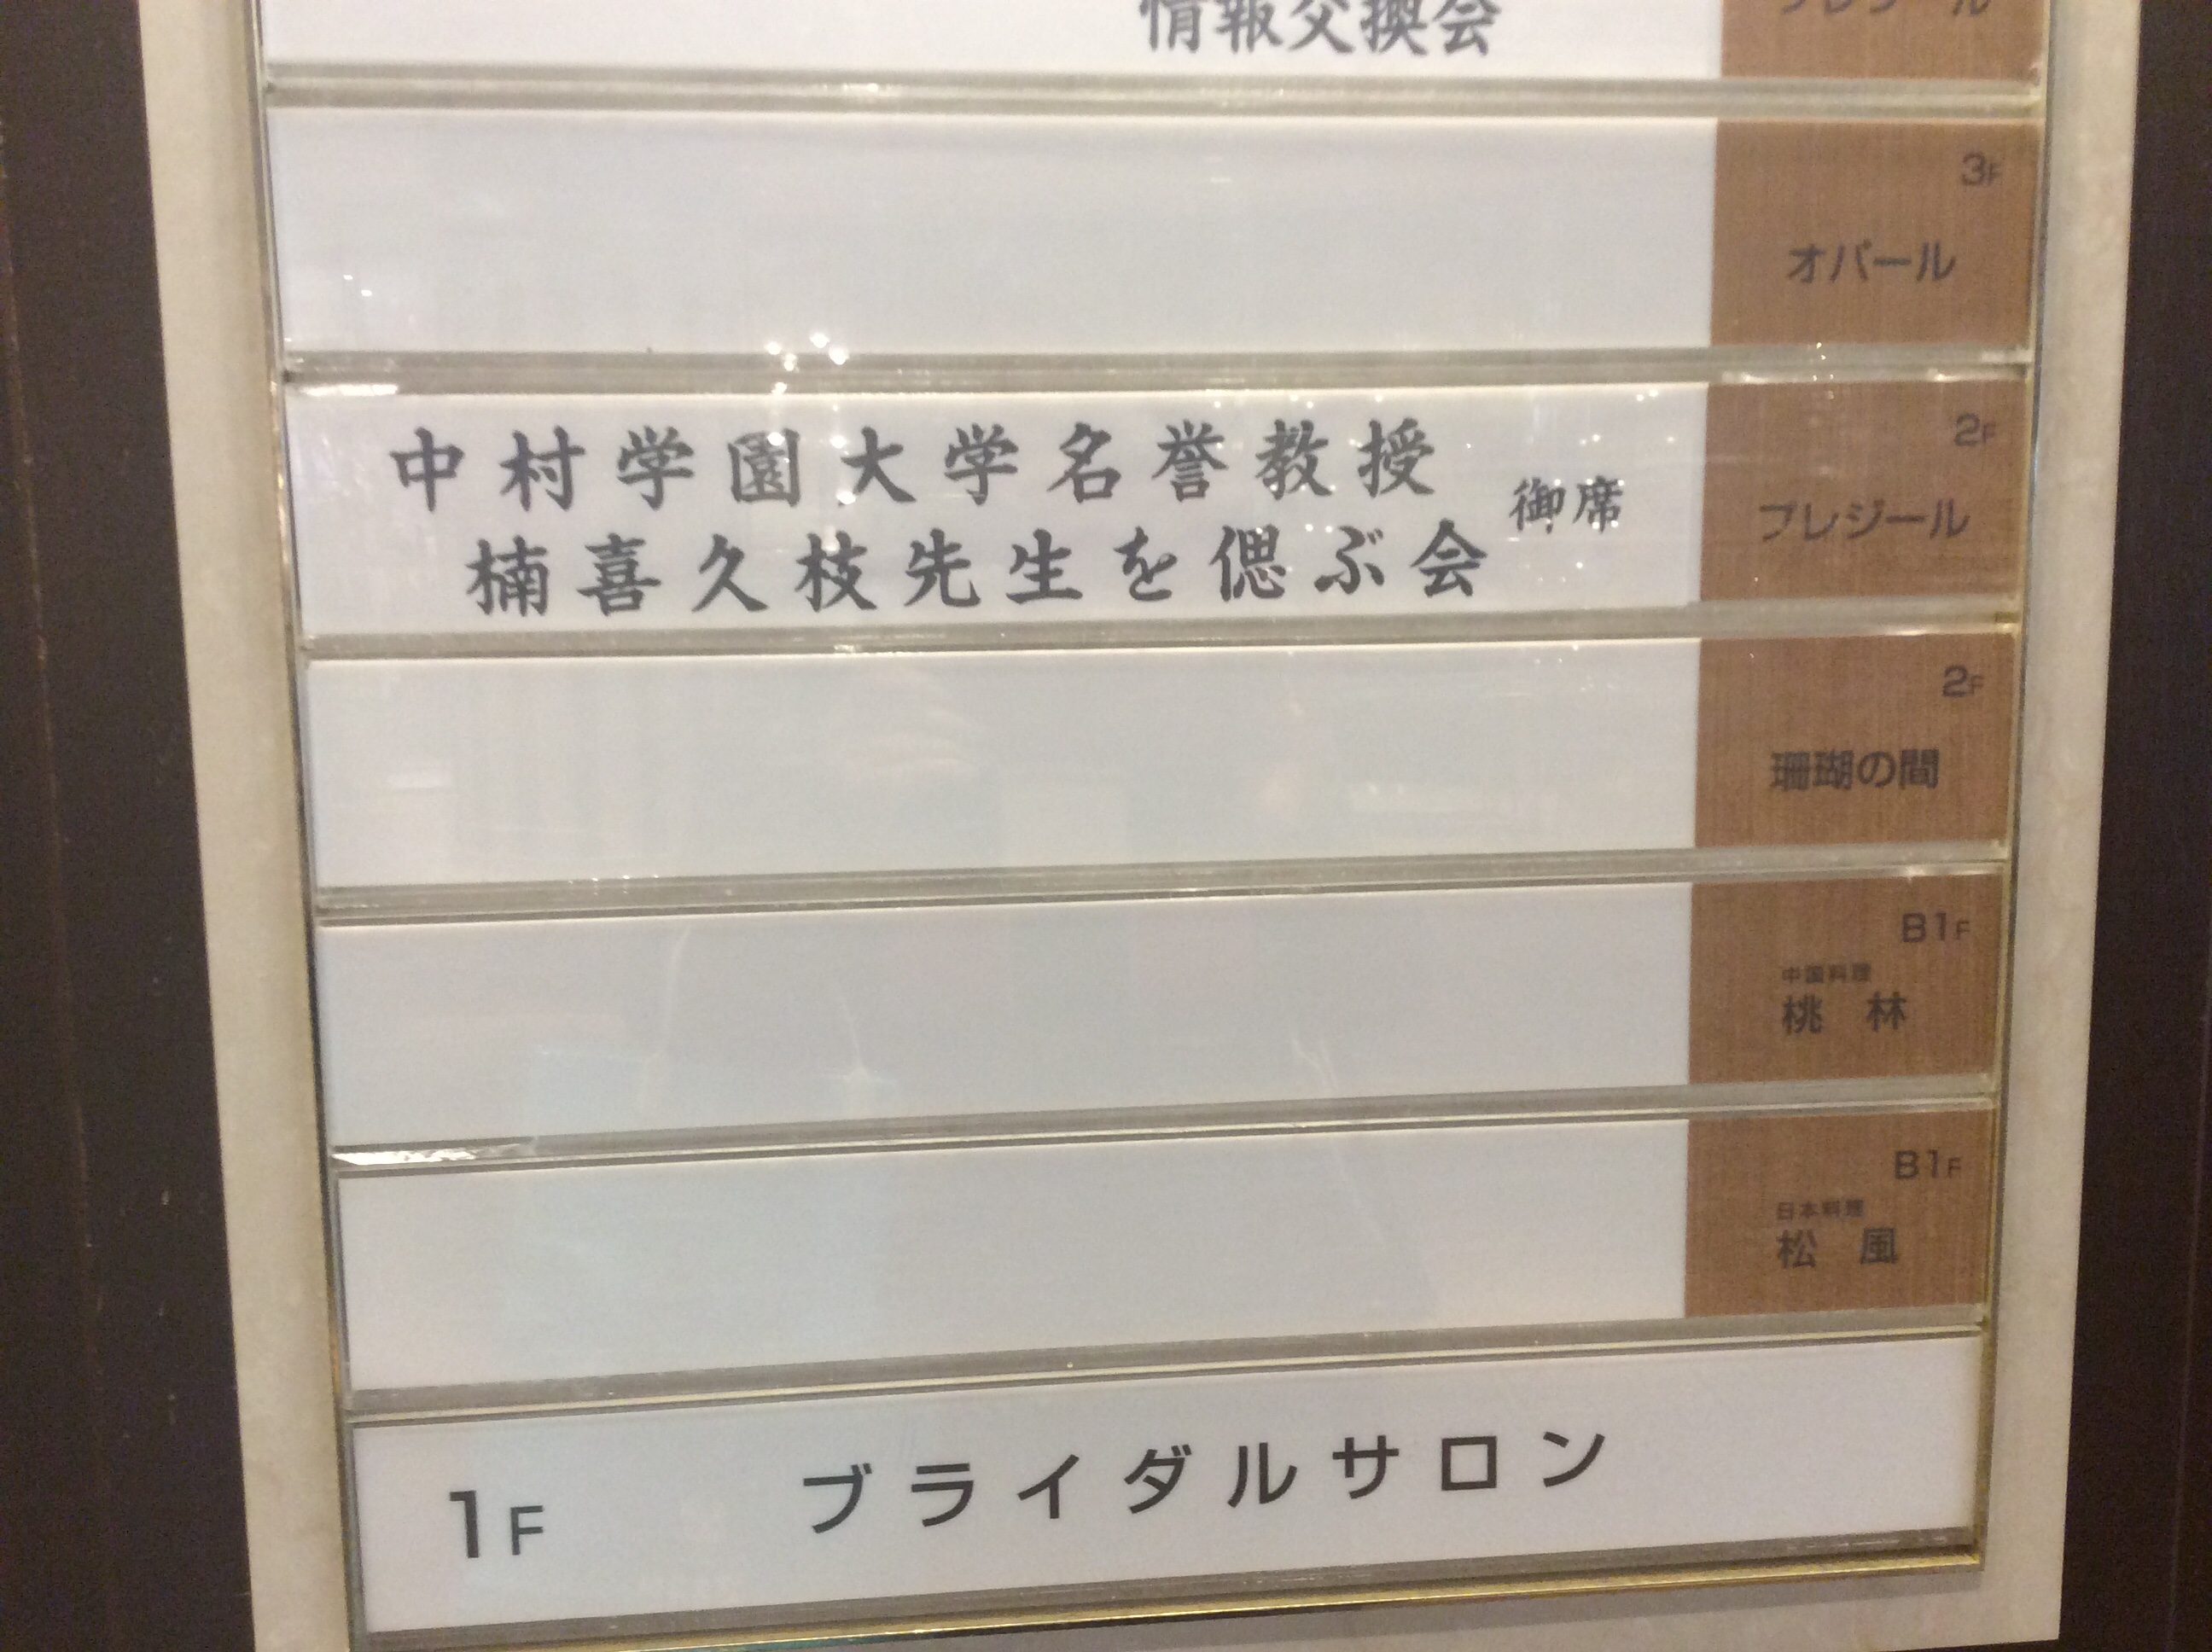 情報交換会
3F
オパール
中村学園大学名誉教授
楠喜久枝先生を偲ぶ会
御席
2F
プレジール
2F
珊瑚の間
B1F
中国料理
桃林
B1F
日本料理
松風
1F ブライダルサロン